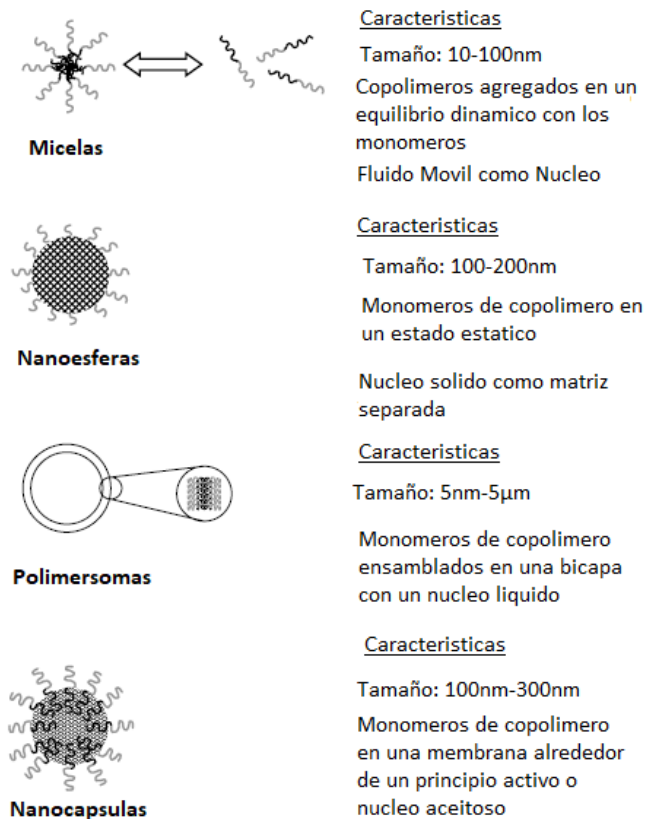 Caracteristicas
Tamaño: 10-100nm
Copolimeros agregados en un
equilibrio dinamico con los
monomeros
Micelas
Fluido Movil como Nucleo
Caracteristicas
Tamaño: 100-200nm
Monomeros de copolimero en
un estado estatico
Nanoesferas
Nucleo solido como matriz
separada
Caracteristicas
Tamaño: 5nm-5µm
Monomeros de copolimero
ensamblados en una bicapa
con un nucleo liquido
Polimersomas
Caracteristicas
Tamaño: 100nm-300nm
Monomeros de copolimero
en una membrana alrededor
de un principio activo o
nucleo aceitoso
Nanocapsulas